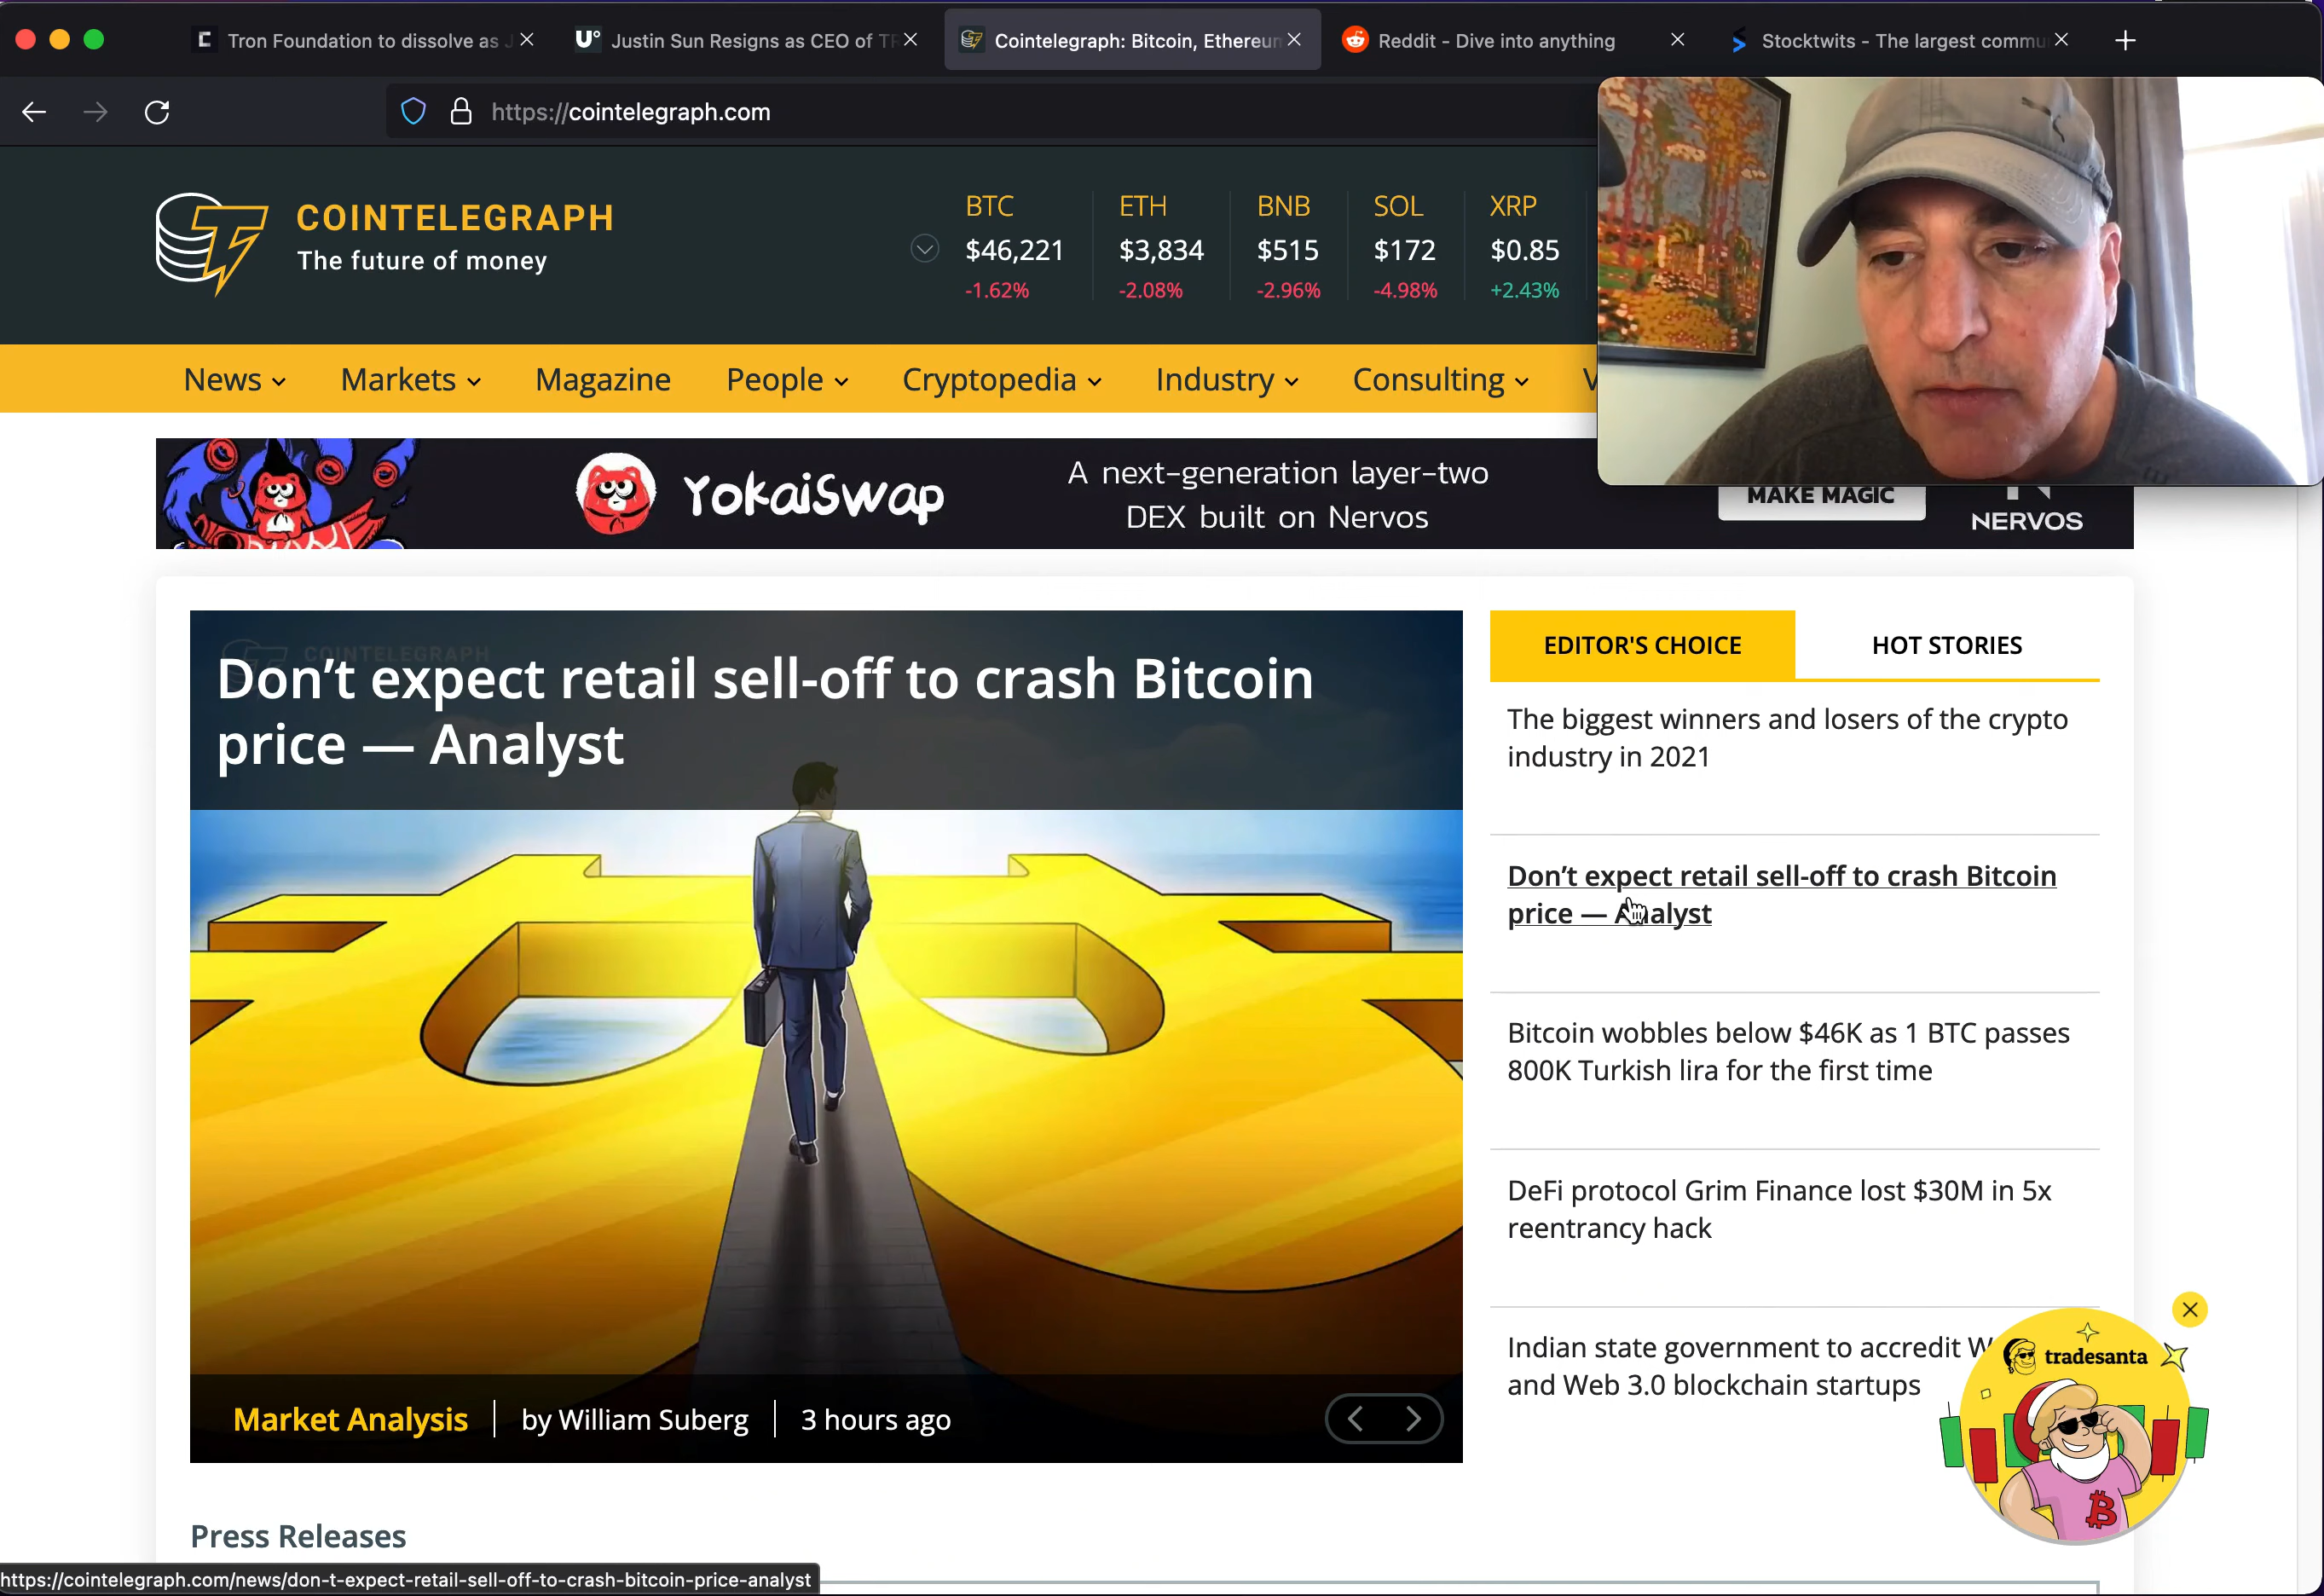 Tron Foundation to dissolve as J
Justin Sun Resigns as CEO of TR
Cointelegraph: Bitcoin, Ethereum
Reddit - Dive into anything
Stocktwits - The largest commu
https://cointelegraph.com
COINTELEGRAPH
The future of money
BTC
$46,221
-1.62%
ETH
$3,834
-2.08%
BNB
$515
-2.96%
SOL
$172
-4.98%
XRP
$0.85
+2.43%
News
Markets
Magazine
People
Cryptopedia
Industry
Consulting
V
YokaiSwap
A next-generation layer-two
DEX built on Nervos
MAKE MAGIC
NERVOS
COINTELEGRAPH
Don’t expect retail sell-off to crash Bitcoin
price — Analyst
Market Analysis
by William Suberg
3 hours ago
EDITOR'S CHOICE
HOT STORIES
The biggest winners and losers of the crypto
industry in 2021
Don’t expect retail sell-off to crash Bitcoin
price — Analyst
Bitcoin wobbles below $46K as 1 BTC passes
800K Turkish lira for the first time
DeFi protocol Grim Finance lost $30M in 5x
reentrancy hack
Indian state government to accredit W
and Web 3.0 blockchain startups
tradesanta
Press Releases
https://cointelegraph.com/news/don-t-expect-retail-sell-off-to-crash-bitcoin-price-analyst